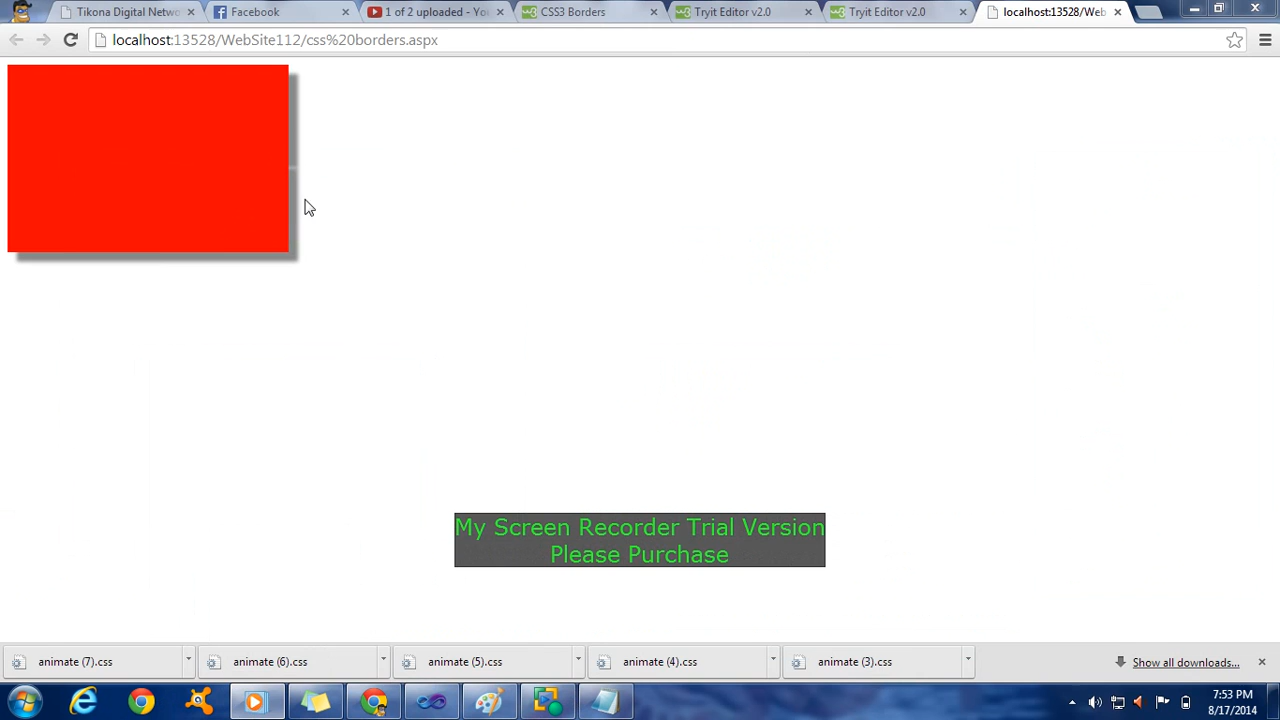 Tikona Digital Netwo
Facebook
1 of 2 uploaded - You
CSS3 Borders
Tryit Editor v2.0
Tryit Editor v2.0
localhost:13528/Web
localhost:13528/WebSite112/css%20borders.aspx
My Screen Recorder Trial Version
Please Purchase
animate (7).css
animate (6).css
animate (5).css
animate (4).css
animate (3).css
Show all downloads...
7:53 PM
8/17/2014